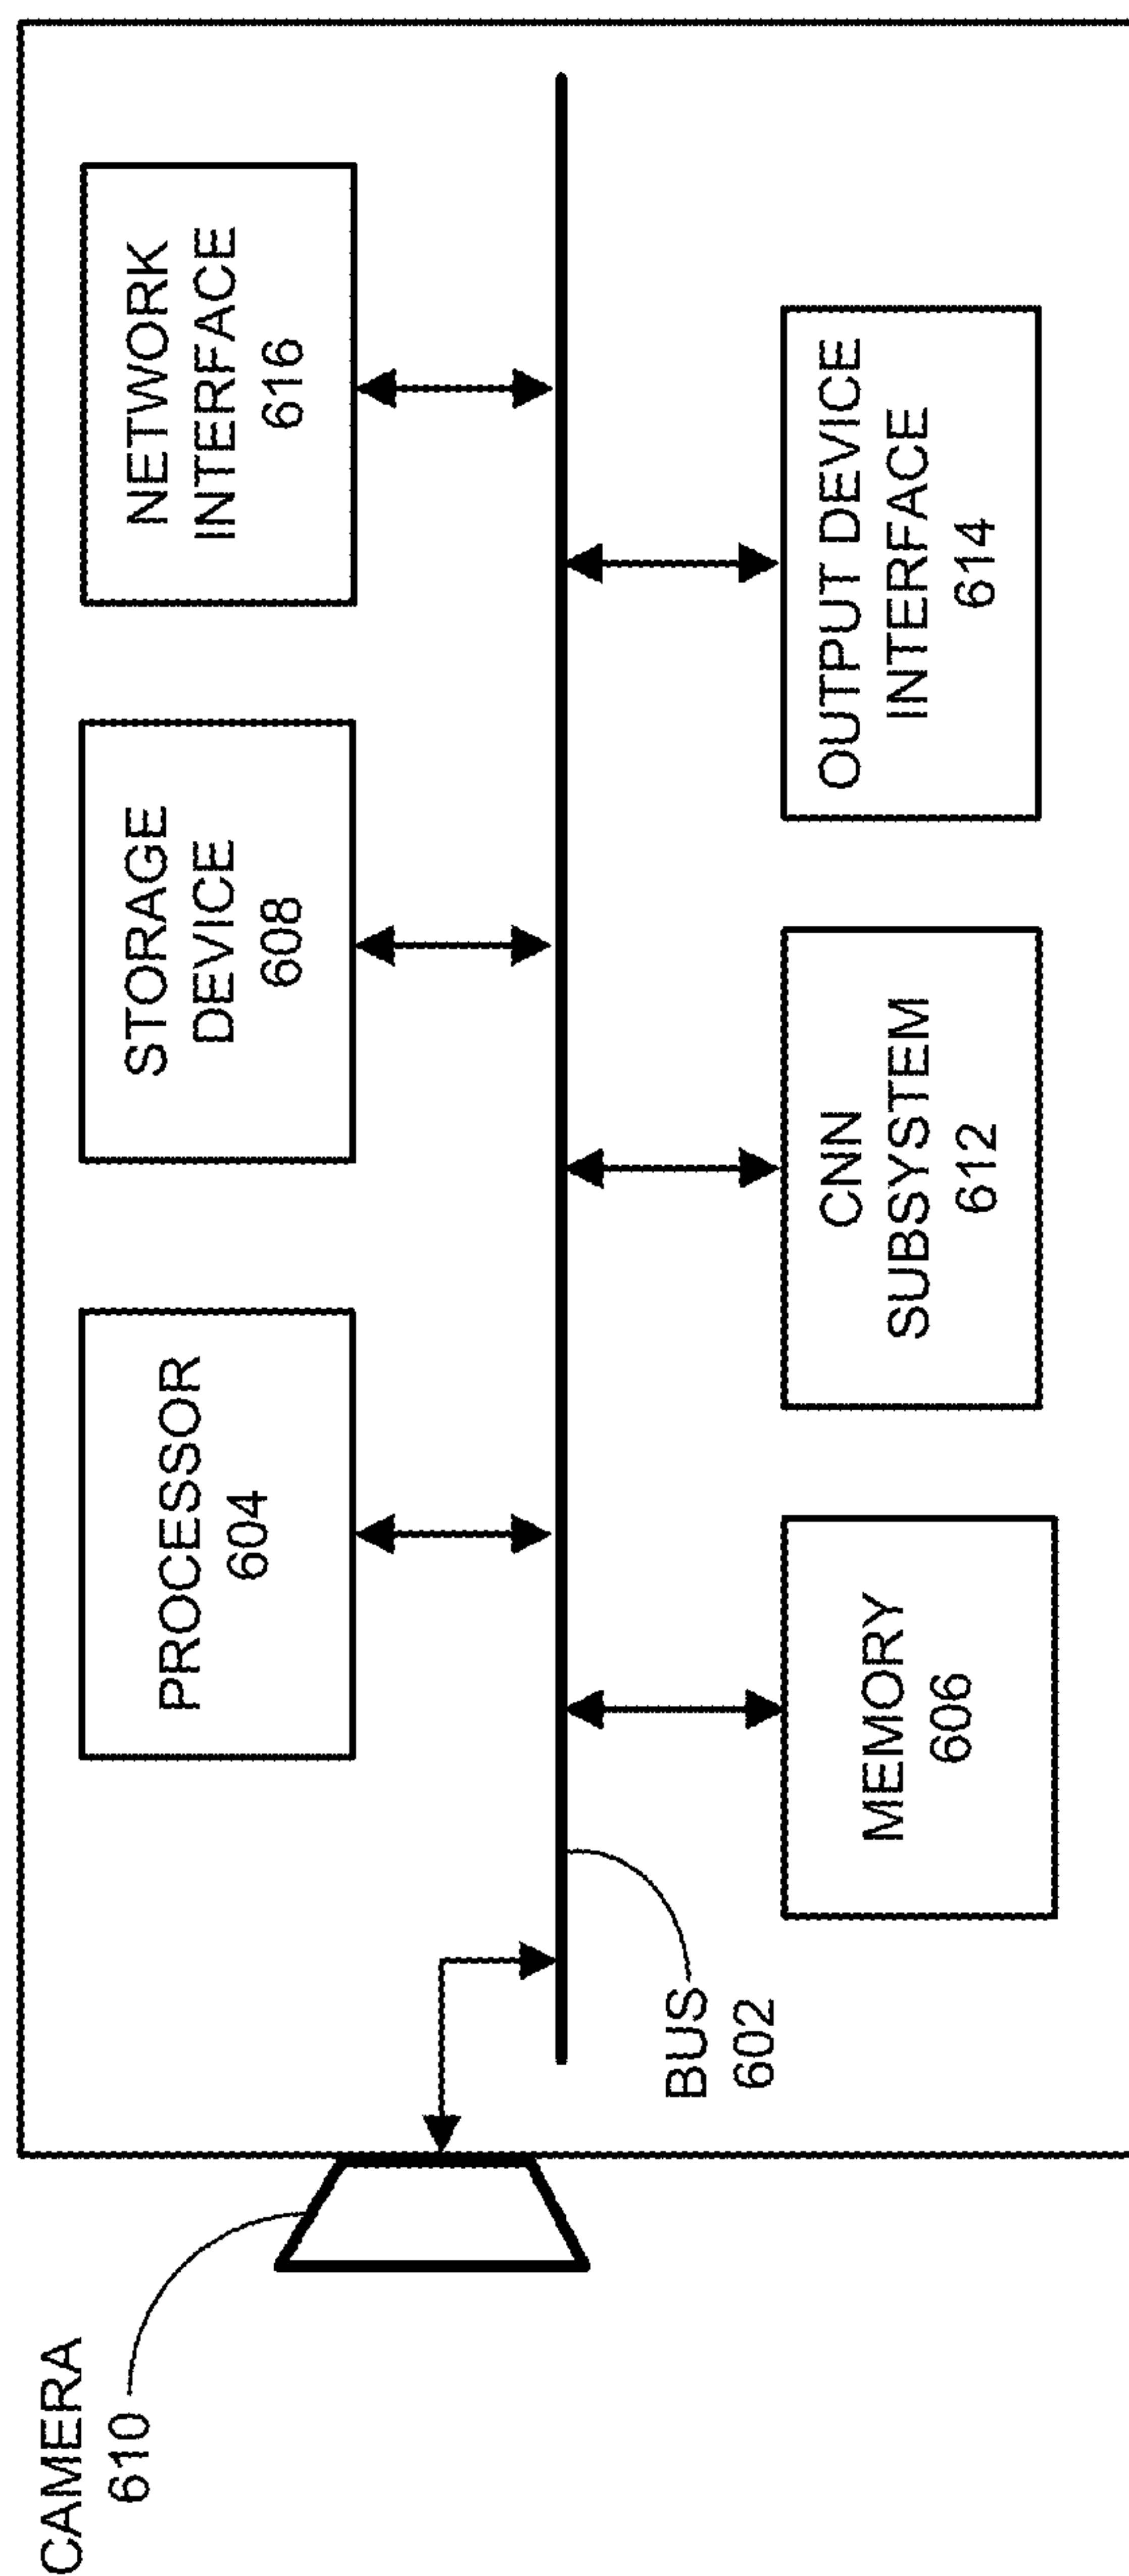 CAMERA
610
PROCESSOR
604
STORAGE
DEVICE
608
NETWORK
INTERFACE
616
BUS
602
MEMORY
606
CNN
SUBSYSTEM
612
OUTPUT DEVICE
INTERFACE
614